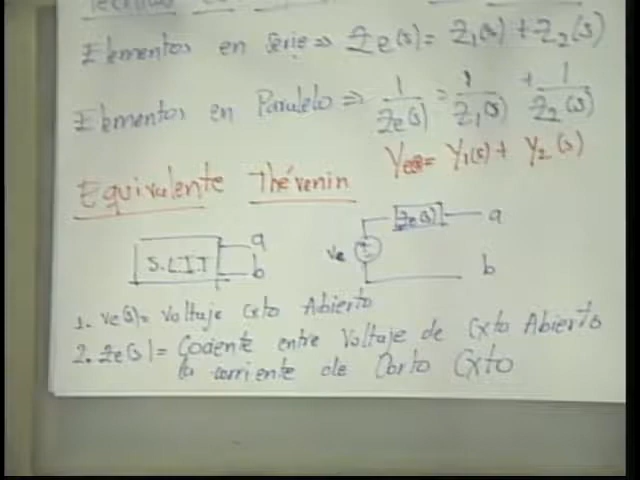 Elementos en Serie => Ze(s) = Z1(s) + Z2(s)
Elementos en Paralelo => 1/Ze(s) = 1/Z1(s) + 1/Z2(s)
Yeq = Y1(s) + Y2(s)
Equivalente Thévenin
S.L.I.T
a
b
Ve
Ze(s)
a
b
1. Ve(s) = Voltaje Cxto Abierto
2. Ze(s) = Cociente entre Voltaje de Cxto Abierto
la corriente de Corto Cxto